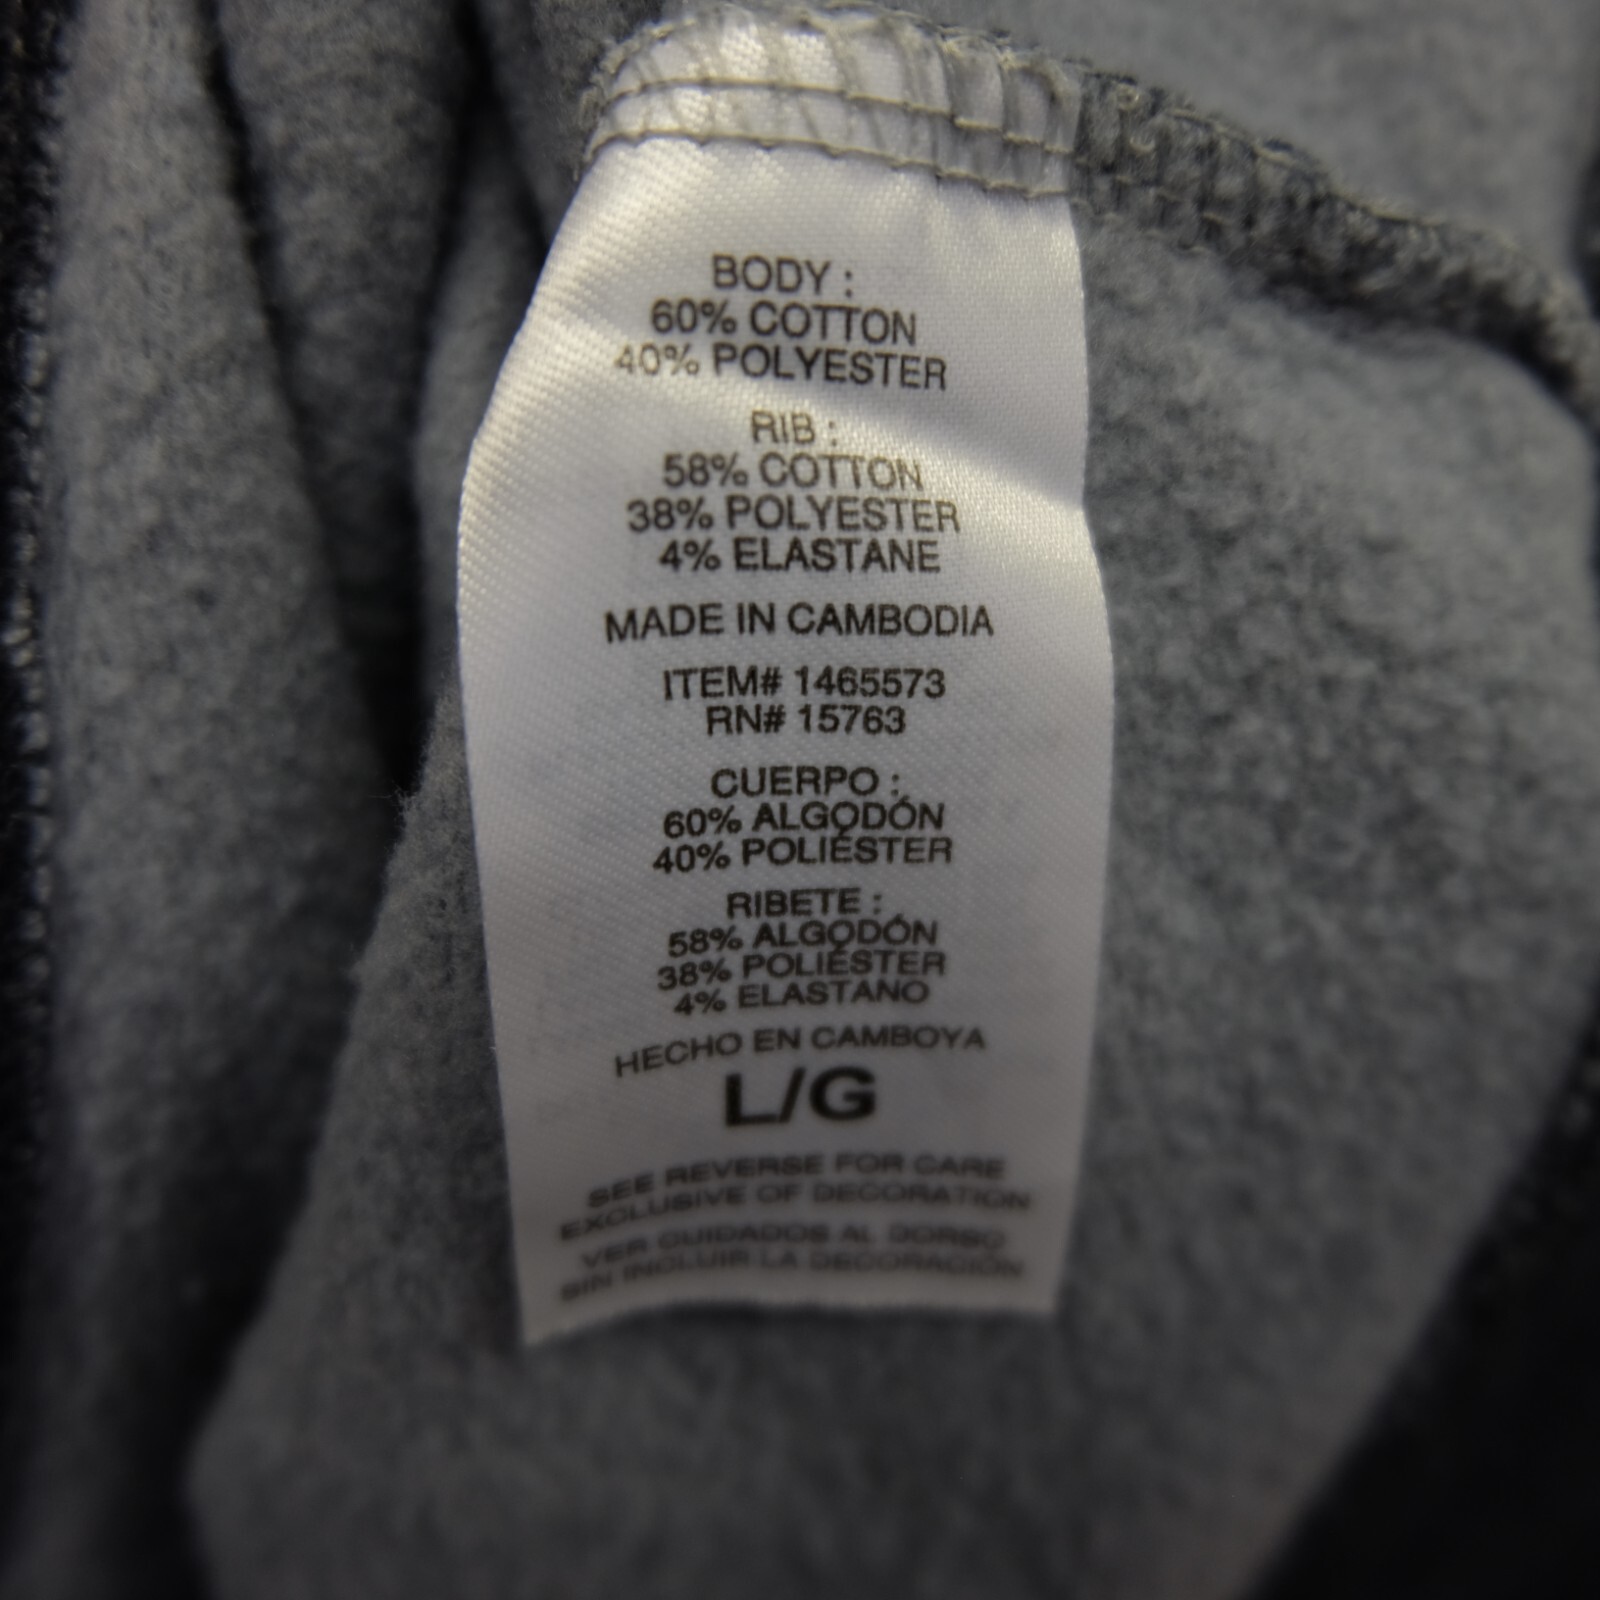 BODY :
60% COTTON
40% POLYESTER
RIB :
58% COTTON
38% POLYESTER
4% ELASTANE
MADE IN CAMBODIA
ITEM# 1465573
RN# 15763
CUERPO :
60% ALGODÓN
40% POLIÉSTER
RIBETE :
58% ALGODÓN
38% POLIÉSTER
4% ELASTANO
HECHO EN CAMBOYA
L/G
SEE REVERSE FOR CARE
EXCLUSIVE OF DECORATION
VER CUIDADOS AL DORSO
SIN INCLUIR LA DECORACIÓN